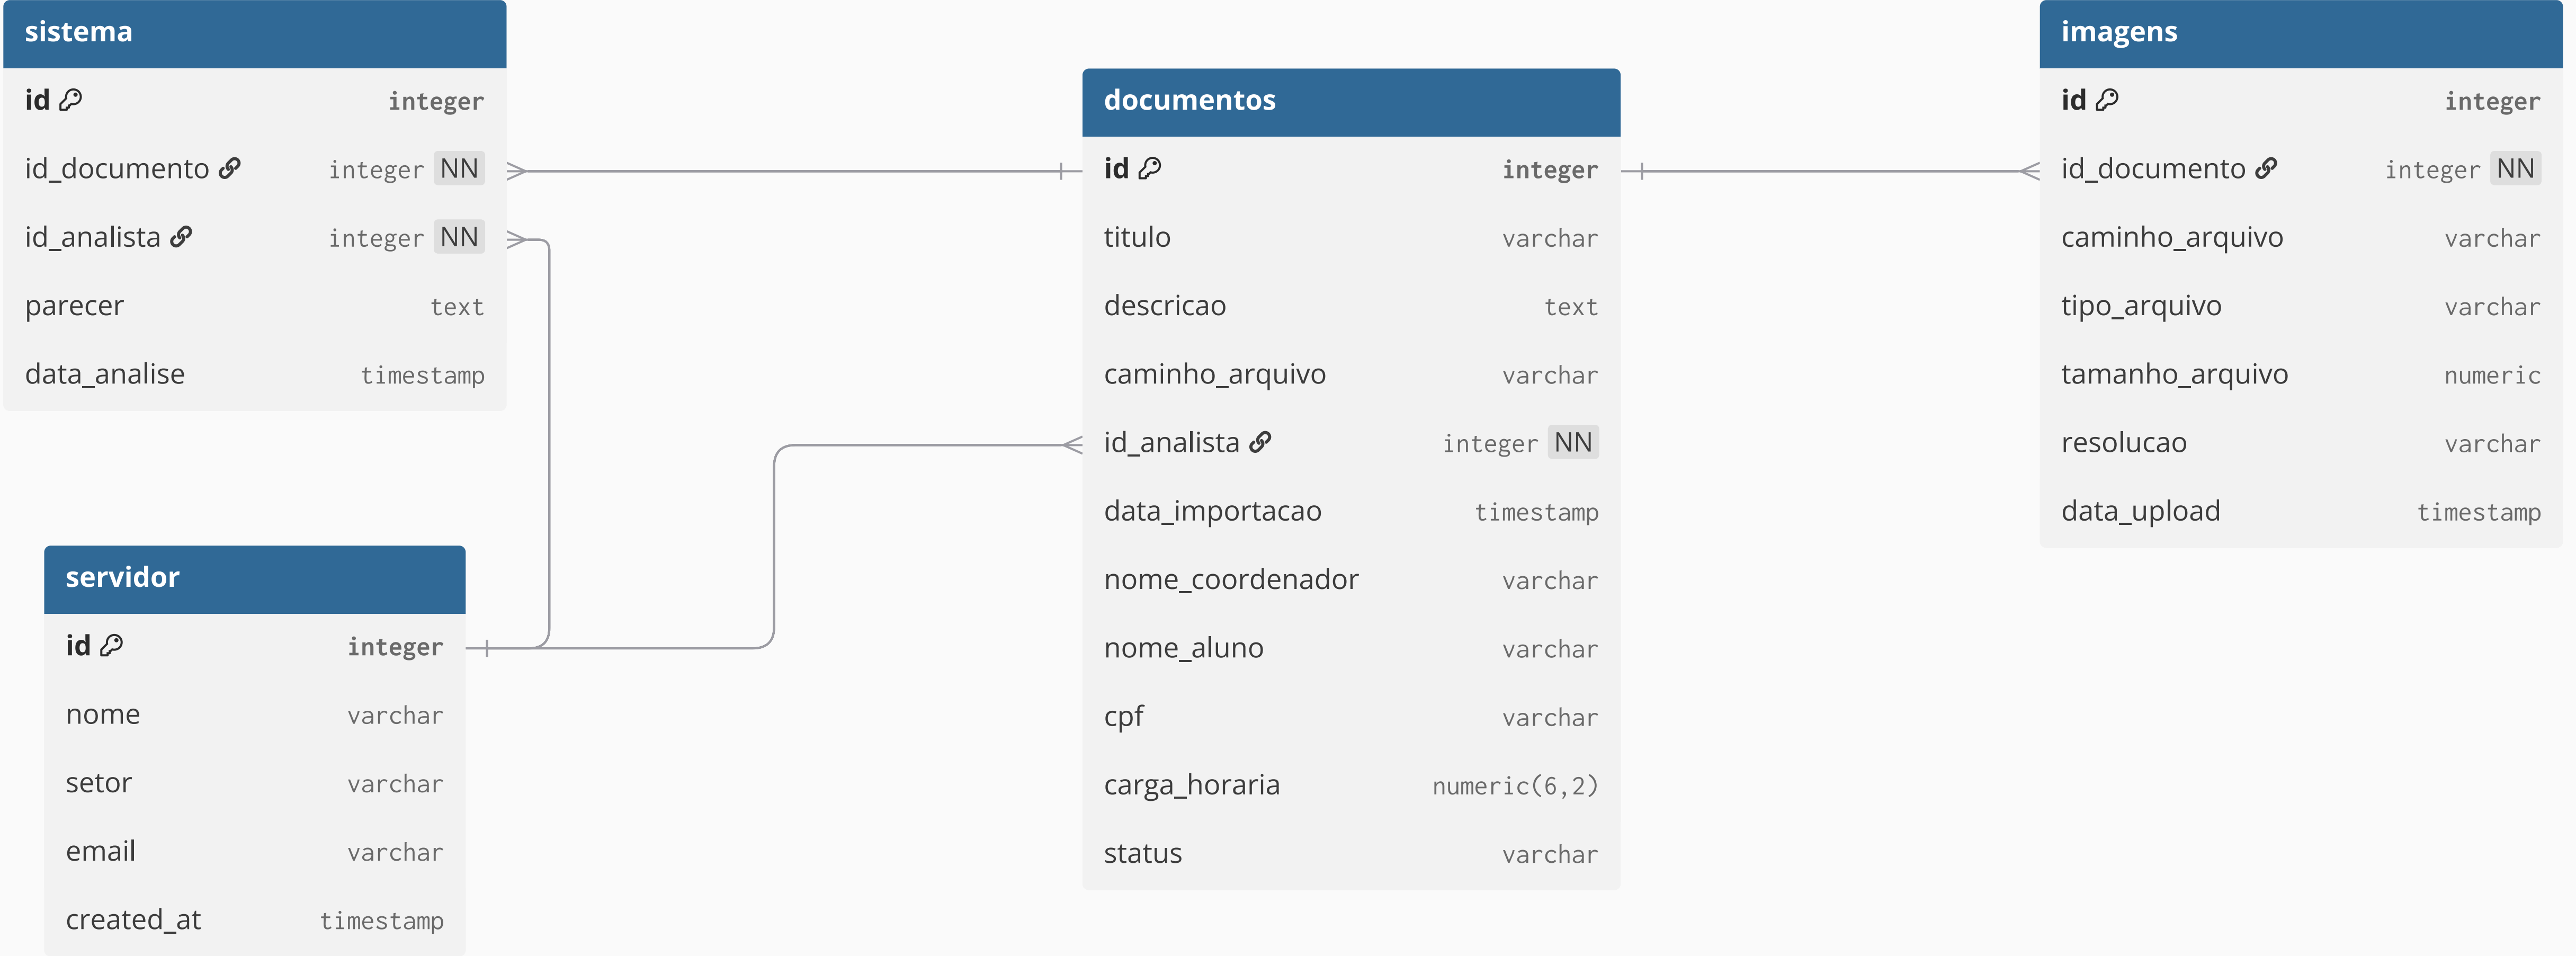 sistema
id integer
id_documento integer NN
id_analista integer NN
parecer text
data_analise timestamp
servidor
id integer
nome varchar
setor varchar
email varchar
created_at timestamp
documentos
id integer
titulo varchar
descricao text
caminho_arquivo varchar
id_analista integer NN
data_importacao timestamp
nome_coordenador varchar
nome_aluno varchar
cpf varchar
carga_horaria numeric(6,2)
status varchar
imagens
id integer
id_documento integer NN
caminho_arquivo varchar
tipo_arquivo varchar
tamanho_arquivo numeric
resolucao varchar
data_upload timestamp